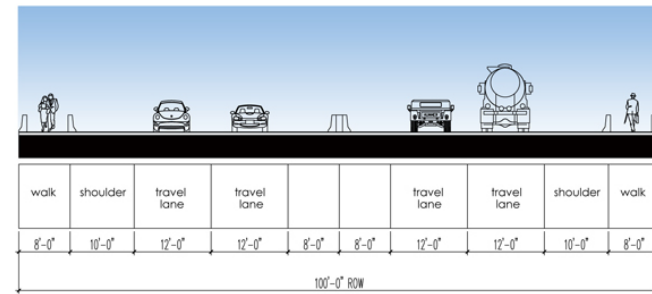 walk shoulder travel lane travel lane travel lane travel lane shoulder walk
8'-0" 10'-0" 12'-0" 12'-0" 8'-0" 8'-0" 12'-0" 12'-0" 10'-0" 8'-0"
100'-0" ROW